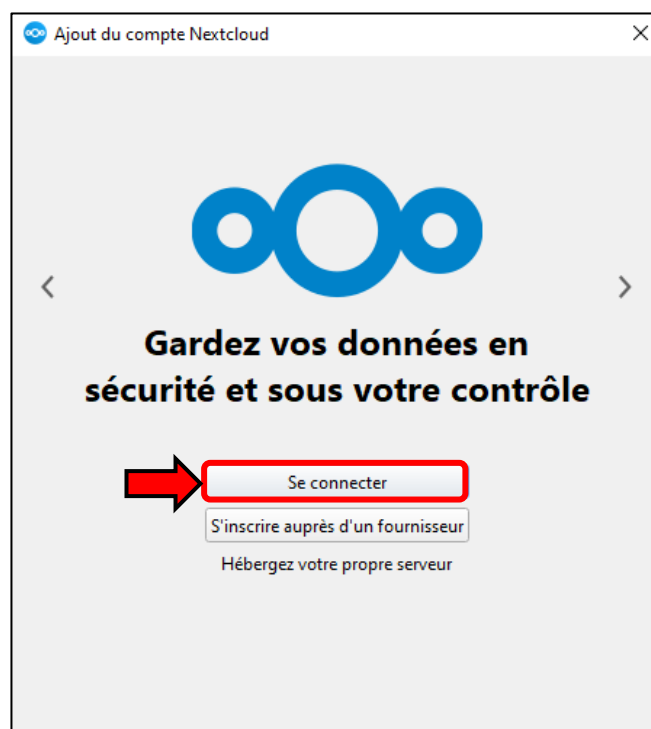 Ajout du compte Nextcloud
Gardez vos données en
sécurité et sous votre contrôle
Se connecter
S'inscrire auprès d'un fournisseur
Hébergez votre propre serveur